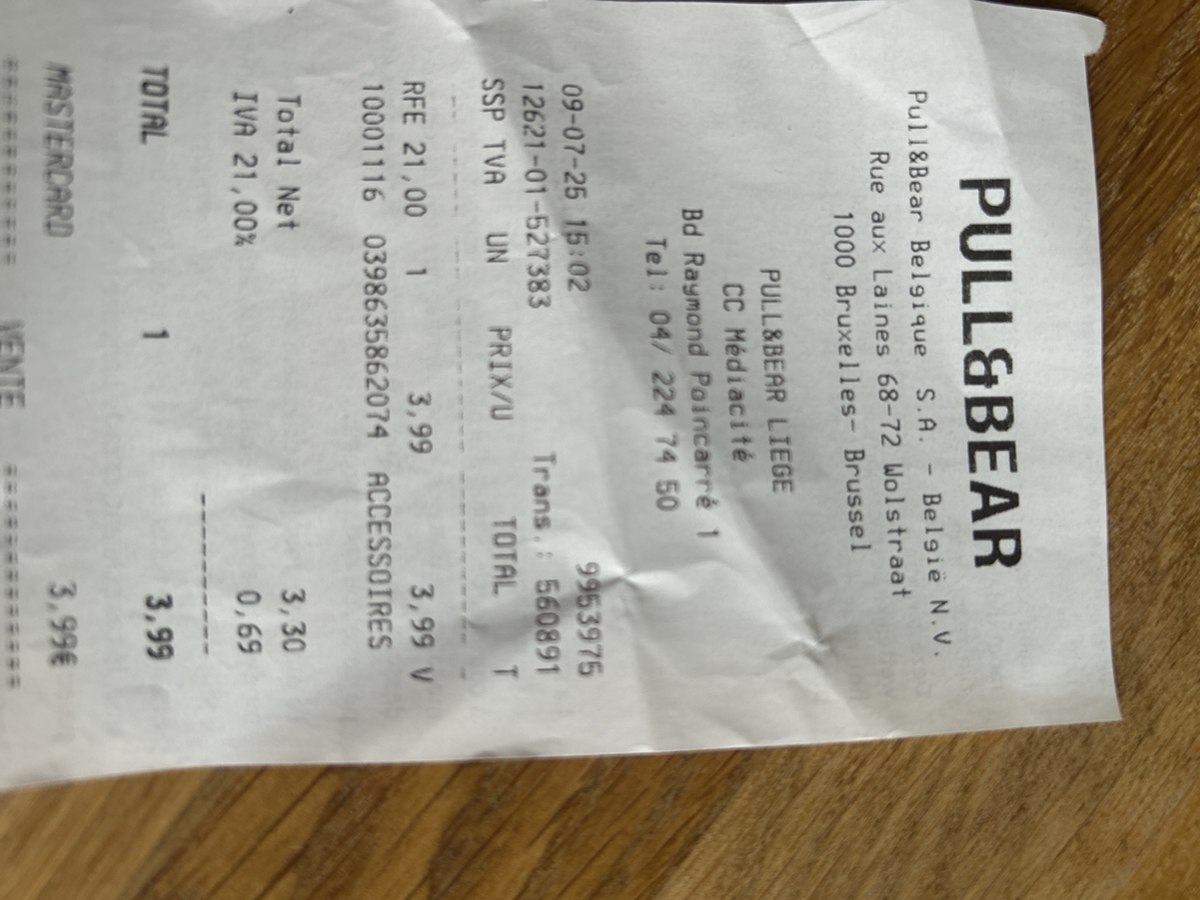 PULL&BEAR
Pull&Bear Belgique S.A. - België N.V.
Rue aux Laines 68-72 Wolstraat
1000 Bruxelles- Brussel
PULL&BEAR LIEGE
CC Médiacité
Bd Raymond Poincarré 1
Tel: 04/ 224 74 50
09-07-25 15:02 9953975
12621-01-527383 Trans.: 560891
SSP TVA UN PRIX/U TOTAL T
RFE 21,00 1 3,99 3,99 V
10001116 0398635862074 ACCESSOIRES
Total Net 3,30
IVA 21,00% 0,69
TOTAL 1 3,99
MASTERCARD 3,99€
VENTE